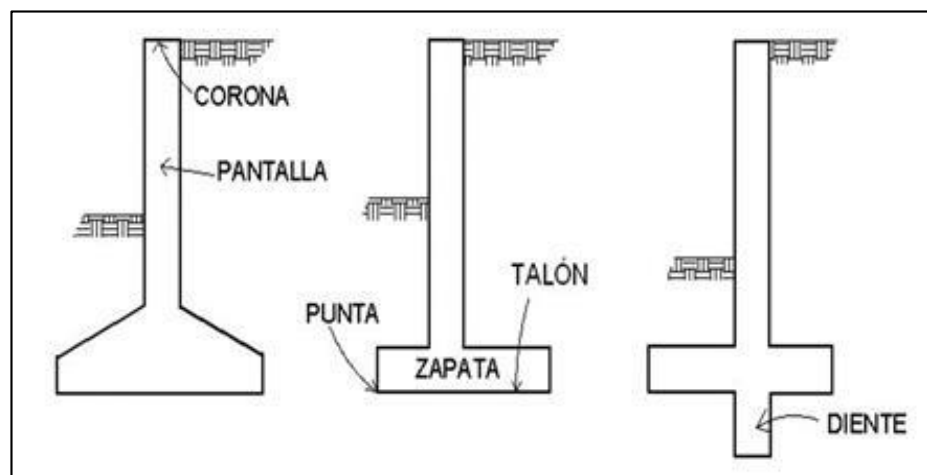 CORONA
PANTALLA
PUNTA
TALÓN
ZAPATA
DIENTE